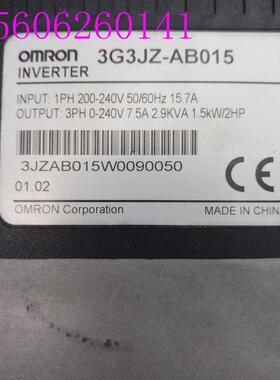 5606260141
OMRON 3G3JZ-AB015
INVERTER
INPUT: 1PH 200-240V 50/60Hz 15.7A
OUTPUT: 3PH 0-240V 7.5A 2.9KVA 1.5kW/2HP
3JZAB015W0090050
01.02
CE
OMRON Corporation MADE IN CHINA